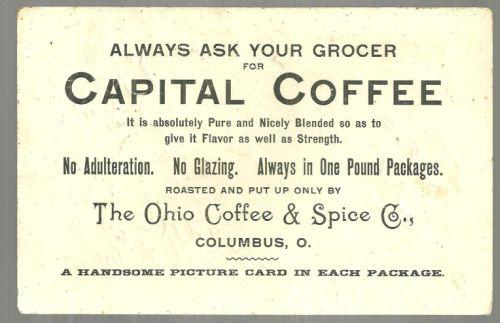 ALWAYS ASK YOUR GROCER
FOR
CAPITAL COFFEE
It is absolutely Pure and Nicely Blended so as to
give it Flavor as well as Strength.
No Adulteration. No Glazing. Always in One Pound Packages.
ROASTED AND PUT UP ONLY BY
The Ohio Coffee & Spice Co.,
COLUMBUS, O.
A HANDSOME PICTURE CARD IN EACH PACKAGE.